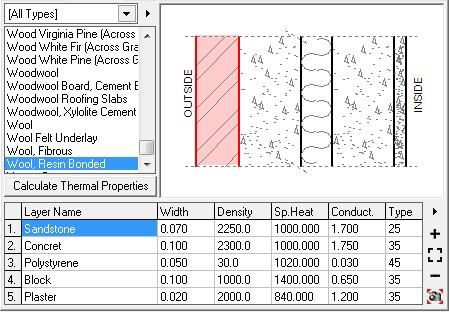 [All Types]
Wood Virginia Pine (Across
Wood White Fir (Across Gra
Wood White Pine (Across G
Woodwool
Woodwool Board, Cement E
Woodwool Roofing Slabs
Woodwool, Xylolite Cement
Wool
Wool Felt Underlay
Wool, Fibrous
Wool, Resin Bonded
Calculate Thermal Properties
OUTSIDE
INSIDE
Layer Name Width Density Sp.Heat Conduct. Type
1. Sandstone 0.070 2250.0 1000.000 1.700 25
2. Concret 0.100 2300.0 1000.000 1.750 35
3. Polystyrene 0.050 30.0 1020.000 0.030 45
4. Block 0.100 1000.0 1400.000 0.650 35
5. Plaster 0.020 2000.0 840.000 1.200 35